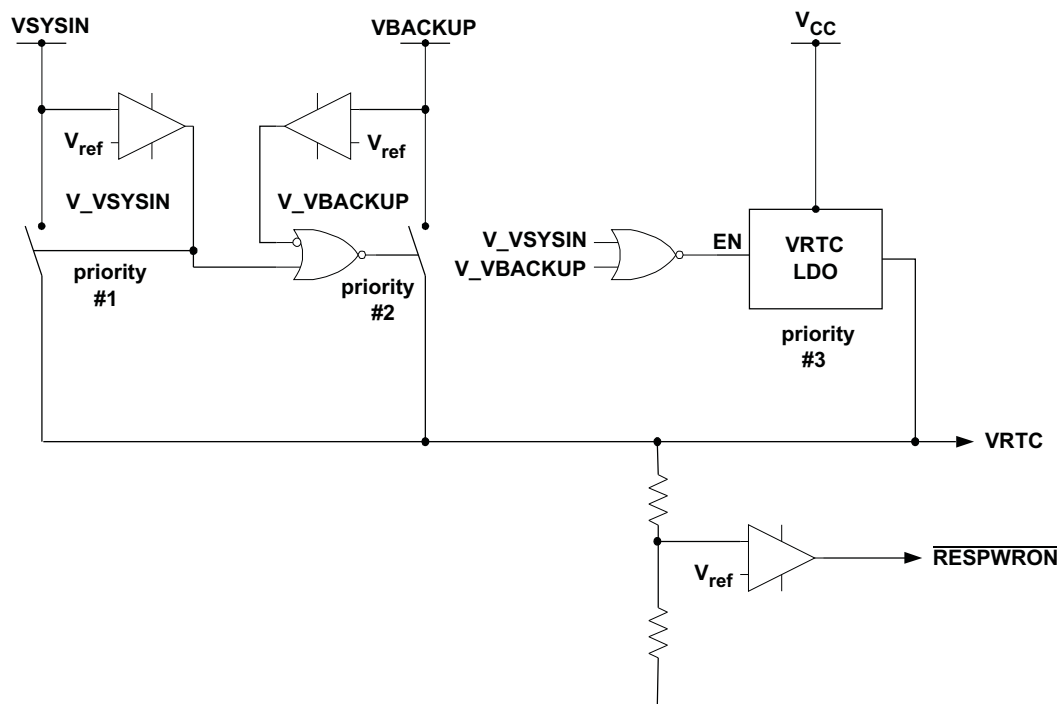 VSYSIN
VBACKUP
VCC
Vref
Vref
V_VSYSIN
V_VBACKUP
priority
#1
priority
#2
V_VSYSIN
V_VBACKUP
EN
VRTC
LDO
priority
#3
VRTC
Vref
RESPWRON